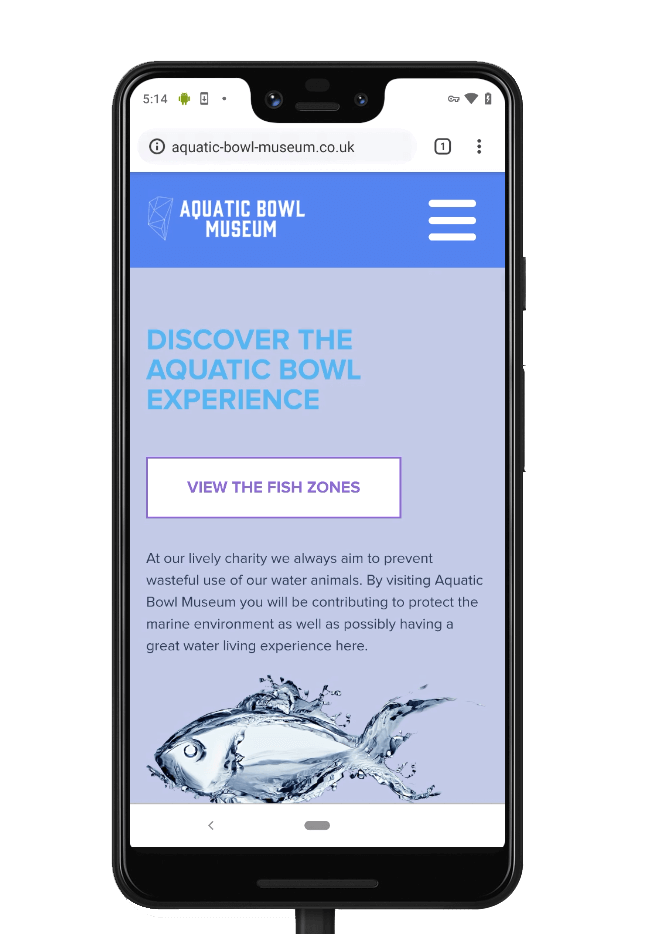 5:14
aquatic-bowl-museum.co.uk
1
AQUATIC BOWL
MUSEUM
DISCOVER THE
AQUATIC BOWL
EXPERIENCE
VIEW THE FISH ZONES
At our lively charity we always aim to prevent
wasteful use of our water animals. By visiting Aquatic
Bowl Museum you will be contributing to protect the
marine environment as well as possibly having a
great water living experience here.